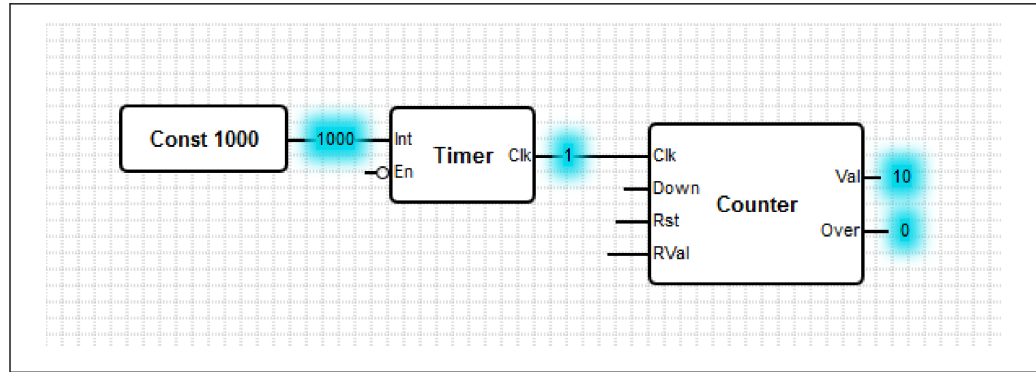 Const 1000
1000
Int
En
Timer
Clk
1
Clk
Down
Rst
RVal
Counter
Val
Over
10
0